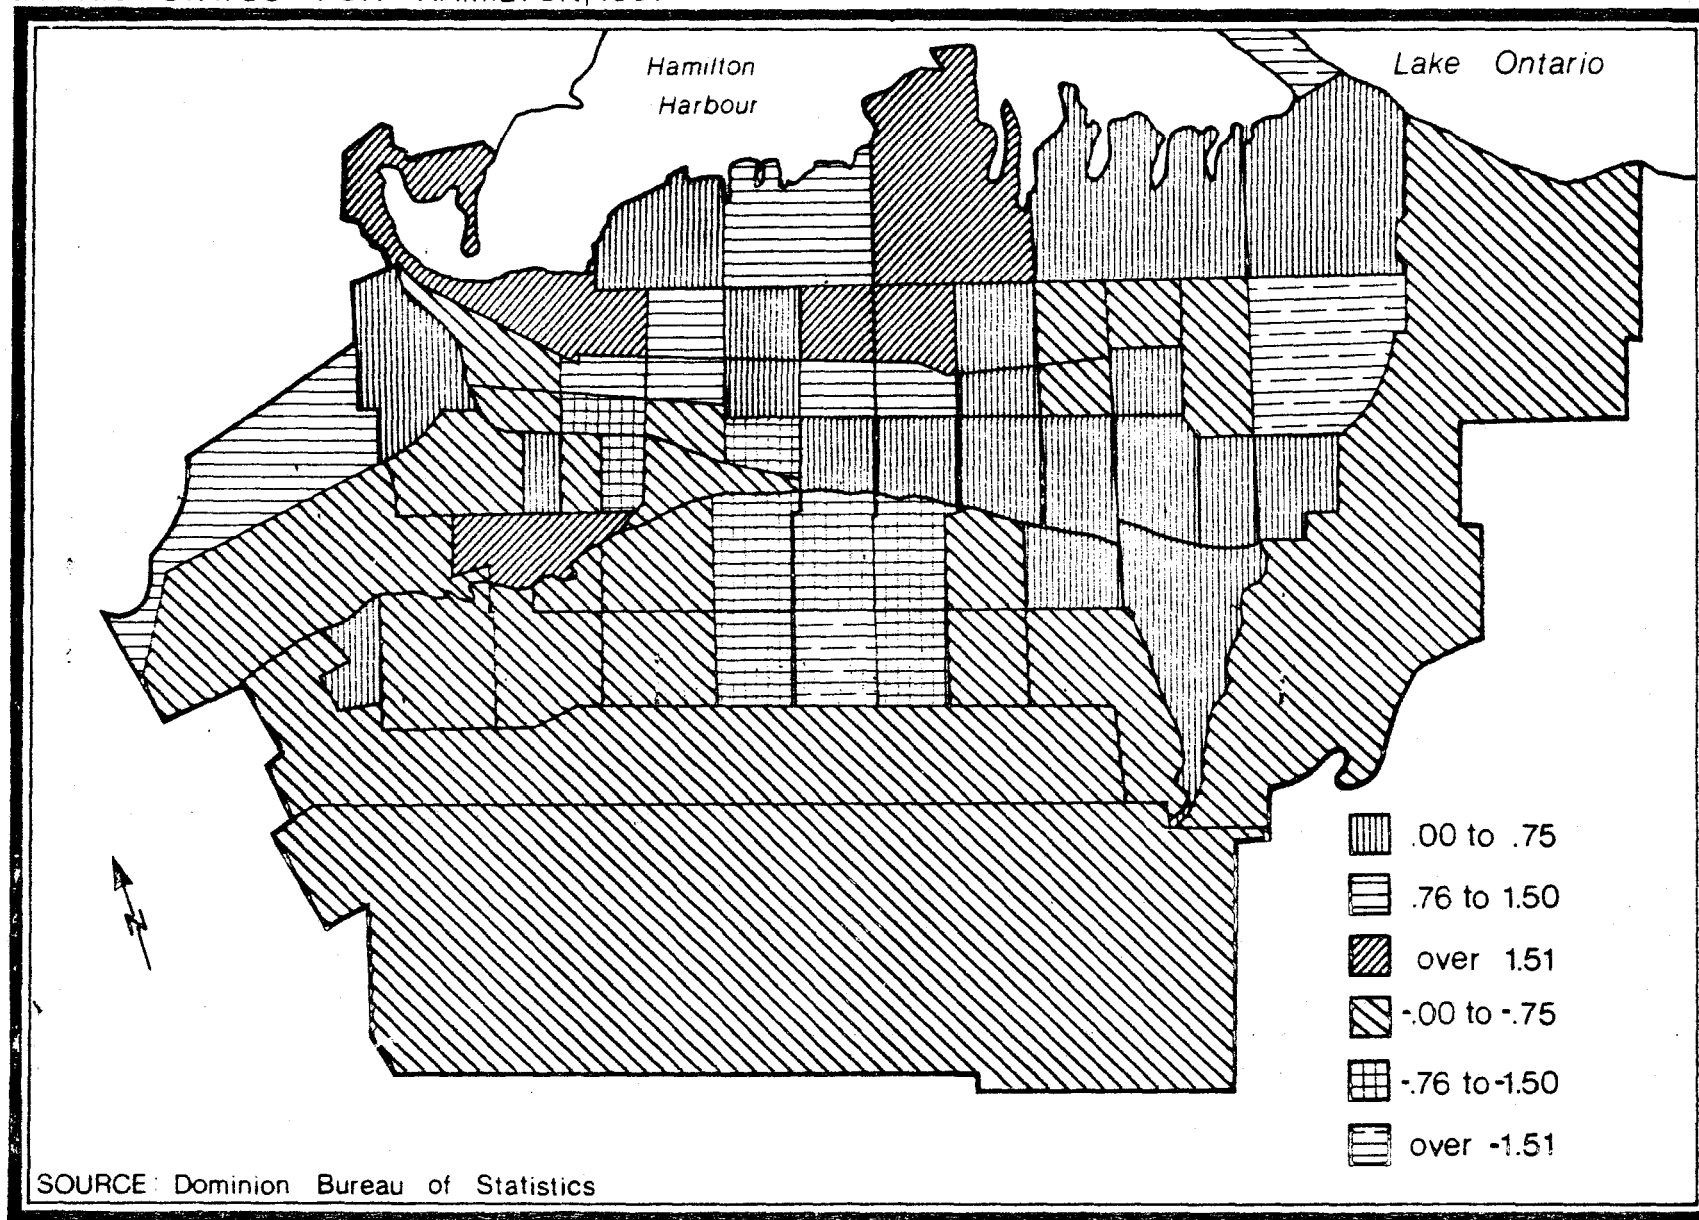 Hamilton
Harbour
Lake Ontario
.00 to .75
.76 to 1.50
over 1.51
-.00 to -.75
-.76 to -1.50
over -1.51
SOURCE: Dominion Bureau of Statistics